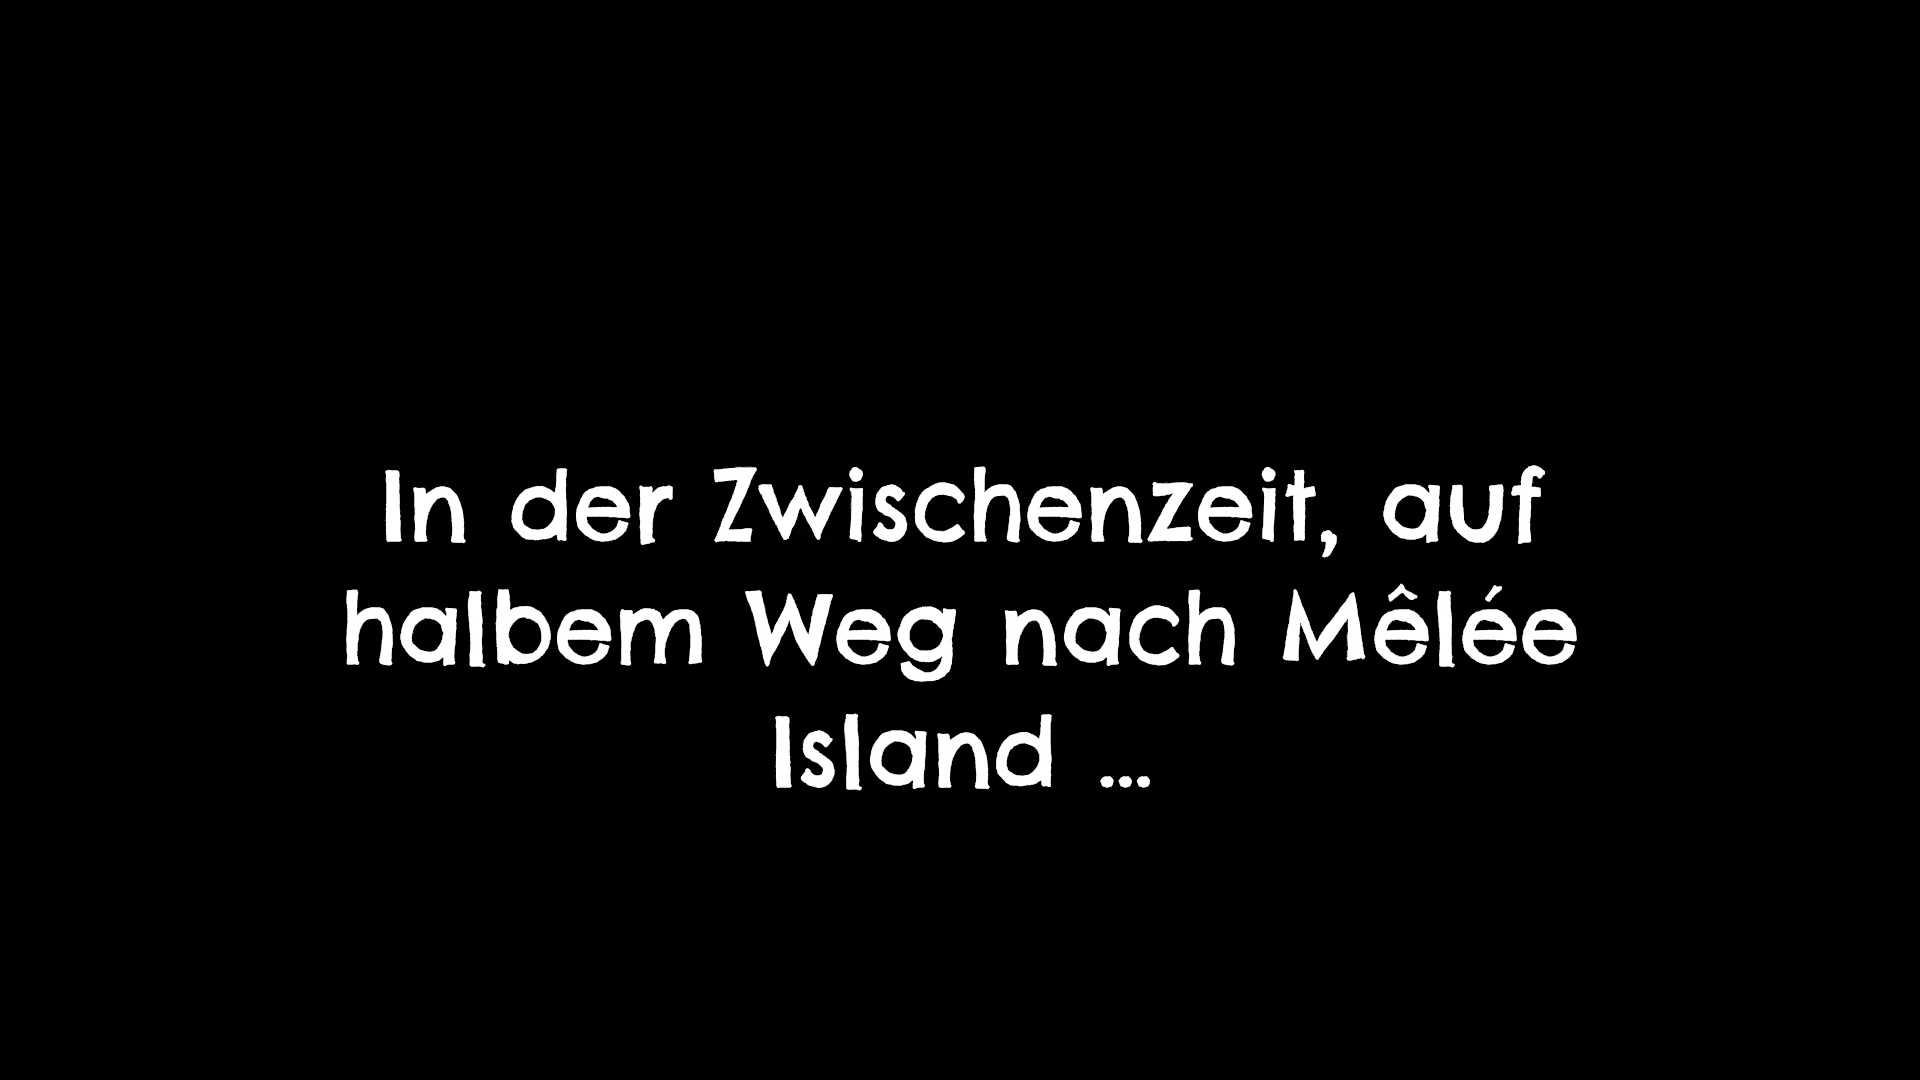 In der Zwischenzeit, auf
halbem Weg nach Mêlée
Island ...